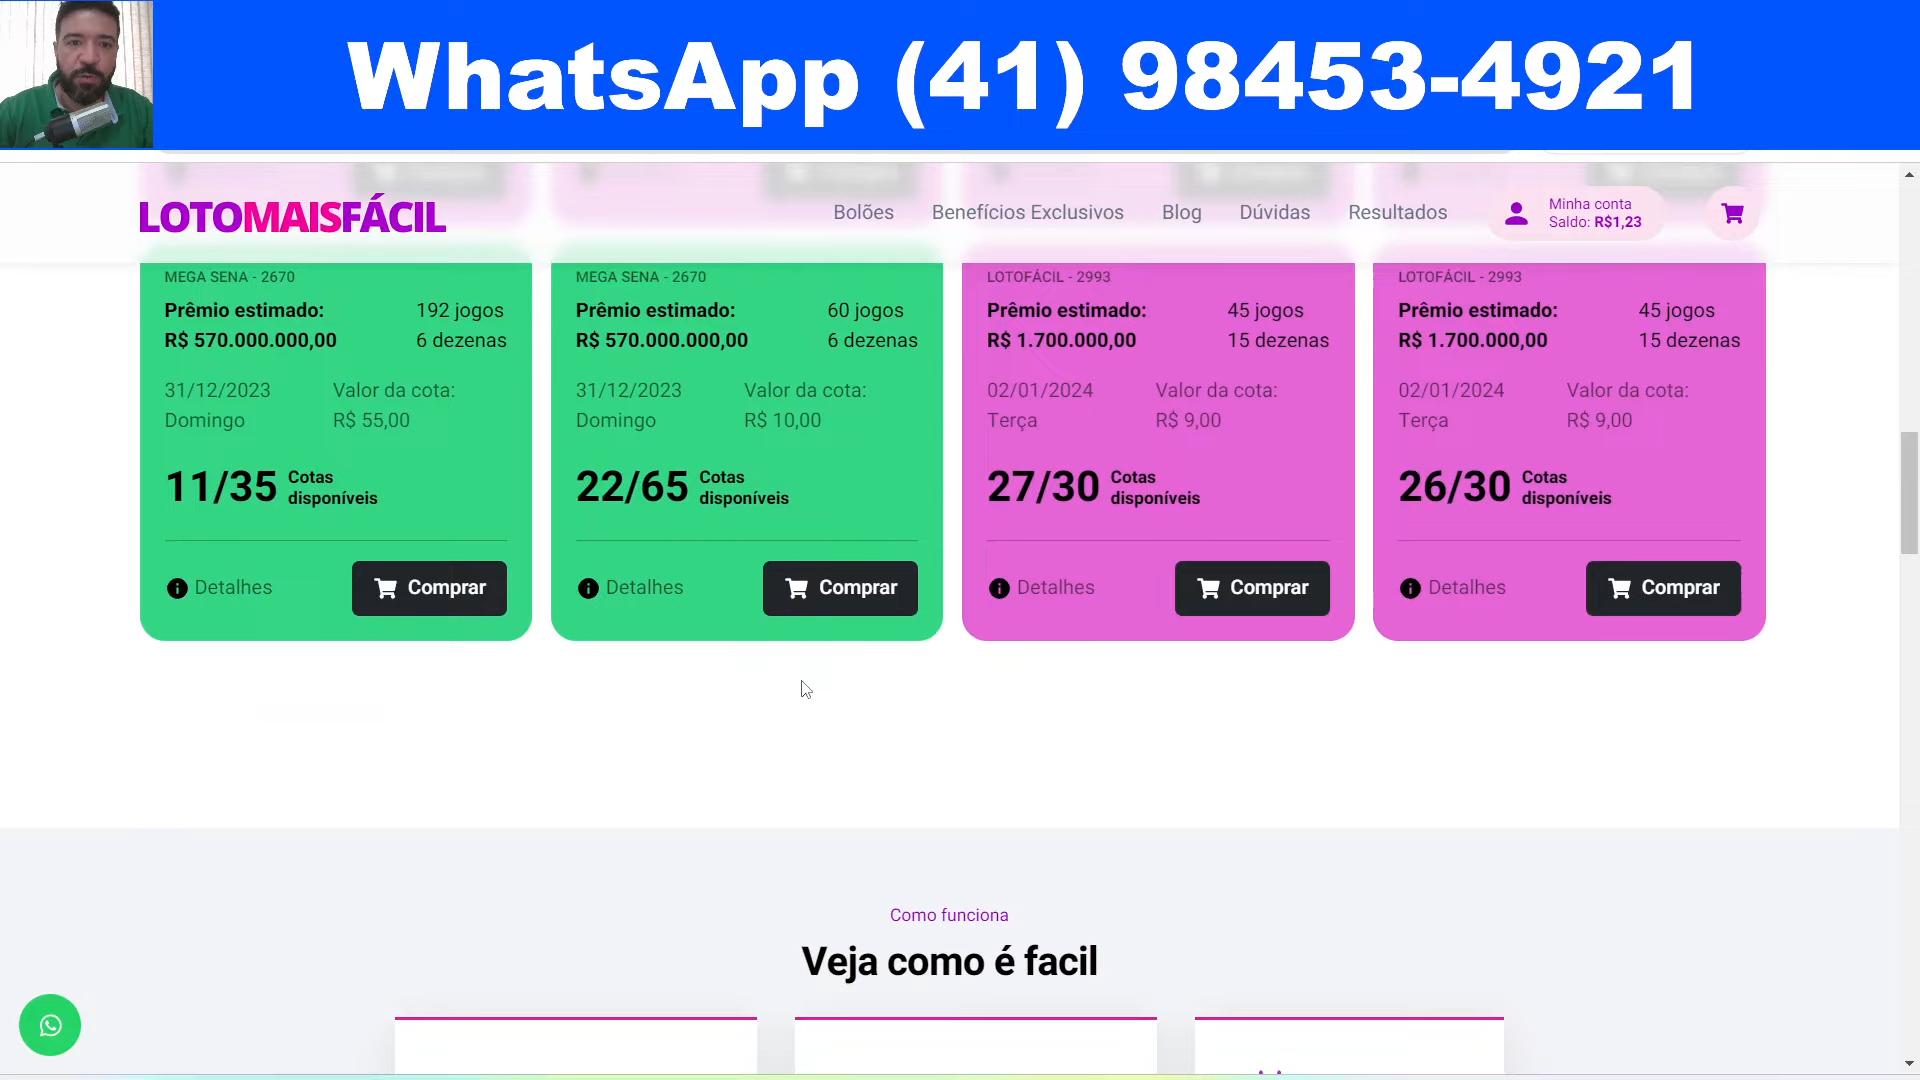 WhatsApp (41) 98453-4921
LOTOMAISFÁCIL
Bolões
Benefícios Exclusivos
Blog
Dúvidas
Resultados
Minha conta
Saldo: R$1,23
MEGA SENA - 2670
Prêmio estimado:
R$ 570.000.000,00
192 jogos
6 dezenas
31/12/2023
Domingo
Valor da cota:
R$ 55,00
11/35
Cotas
disponíveis
Detalhes
Comprar
MEGA SENA - 2670
Prêmio estimado:
R$ 570.000.000,00
60 jogos
6 dezenas
31/12/2023
Domingo
Valor da cota:
R$ 10,00
22/65
Cotas
disponíveis
Detalhes
Comprar
LOTOFÁCIL - 2993
Prêmio estimado:
R$ 1.700.000,00
45 jogos
15 dezenas
02/01/2024
Terça
Valor da cota:
R$ 9,00
27/30
Cotas
disponíveis
Detalhes
Comprar
LOTOFÁCIL - 2993
Prêmio estimado:
R$ 1.700.000,00
45 jogos
15 dezenas
02/01/2024
Terça
Valor da cota:
R$ 9,00
26/30
Cotas
disponíveis
Detalhes
Comprar
Como funciona
Veja como é facil